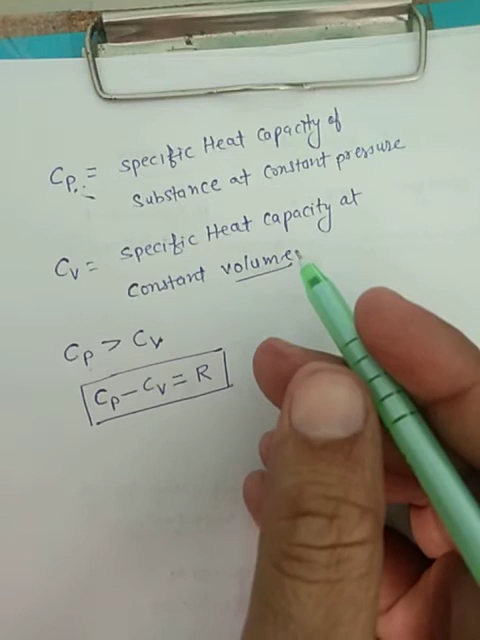 Cp = specific Heat capacity of
substance at constant pressure
Cv = specific Heat capacity at
constant volume
Cp > Cv
Cp - Cv = R